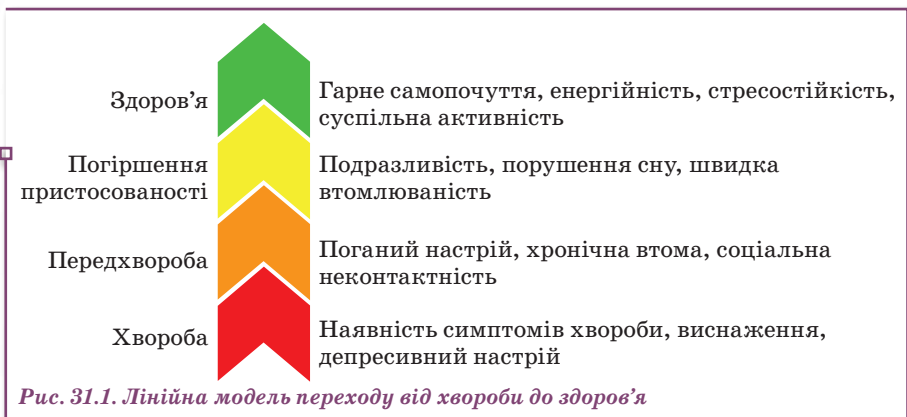 Здоров’я
Гарне самопочуття, енергійність, стресостійкість,
суспільна активність
Погіршення
пристосованості
Подразливість, порушення сну, швидка
втомлюваність
Передхвороба
Поганий настрій, хронічна втома, соціальна
неконтактність
Хвороба
Наявність симптомів хвороби, виснаження,
депресивний настрій
Рис. 31.1. Лінійна модель переходу від хвороби до здоров’я